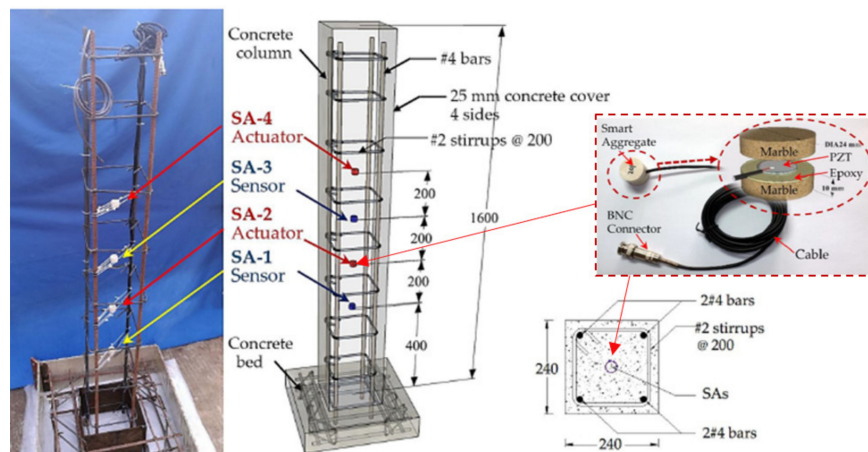 Concrete
column
#4 bars
25 mm concrete cover
4 sides
#2 stirrups @ 200
SA-4
Actuator
SA-3
Sensor
SA-2
Actuator
SA-1
Sensor
200
200
200
400
1600
Concrete
bed
Smart
Aggregate
Marble
DIA24 mm
PZT
Epoxy
Marble
10 mm
BNC
Connector
Cable
2#4 bars
#2 stirrups
@ 200
240
SAs
2#4 bars
240